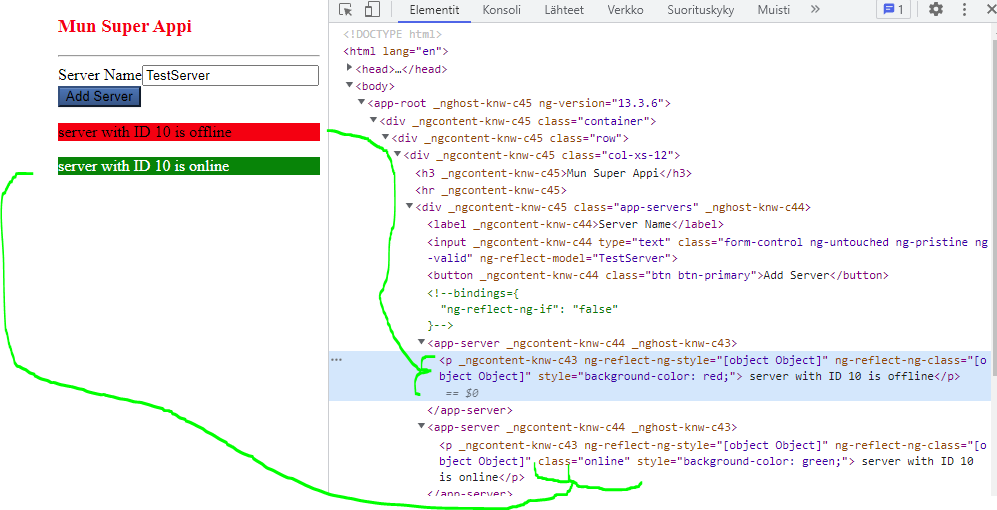 Mun Super Appi
Server Name TestServer
Add Server
server with ID 10 is offline
server with ID 10 is online
Elementit Konsoli Lähteet Verkko Suorituskyky Muisti » 1
<!DOCTYPE html>
<html lang="en">
<head>…</head>
<body>
<app-root _nghost-knw-c45 ng-version="13.3.6">
<div _ngcontent-knw-c45 class="container">
<div _ngcontent-knw-c45 class="row">
<div _ngcontent-knw-c45 class="col-xs-12">
<h3 _ngcontent-knw-c45>Mun Super Appi</h3>
<hr _ngcontent-knw-c45>
<div _ngcontent-knw-c45 class="app-servers" _nghost-knw-c44>
<label _ngcontent-knw-c44>Server Name</label>
<input _ngcontent-knw-c44 type="text" class="form-control ng-untouched ng-pristine ng
-valid" ng-reflect-model="TestServer">
<button _ngcontent-knw-c44 class="btn btn-primary">Add Server</button>
<!--bindings={
"ng-reflect-ng-if": "false"
}-->
<app-server _ngcontent-knw-c44 _nghost-knw-c43>
<p _ngcontent-knw-c43 ng-reflect-ng-style="[object Object]" ng-reflect-ng-class="[o
bject Object]" style="background-color: red;"> server with ID 10 is offline</p>
== $0
</app-server>
<app-server _ngcontent-knw-c44 _nghost-knw-c43>
<p _ngcontent-knw-c43 ng-reflect-ng-style="[object Object]" ng-reflect-ng-class="[o
bject Object]" class="online" style="background-color: green;"> server with ID 10
is online</p>
</app-server>